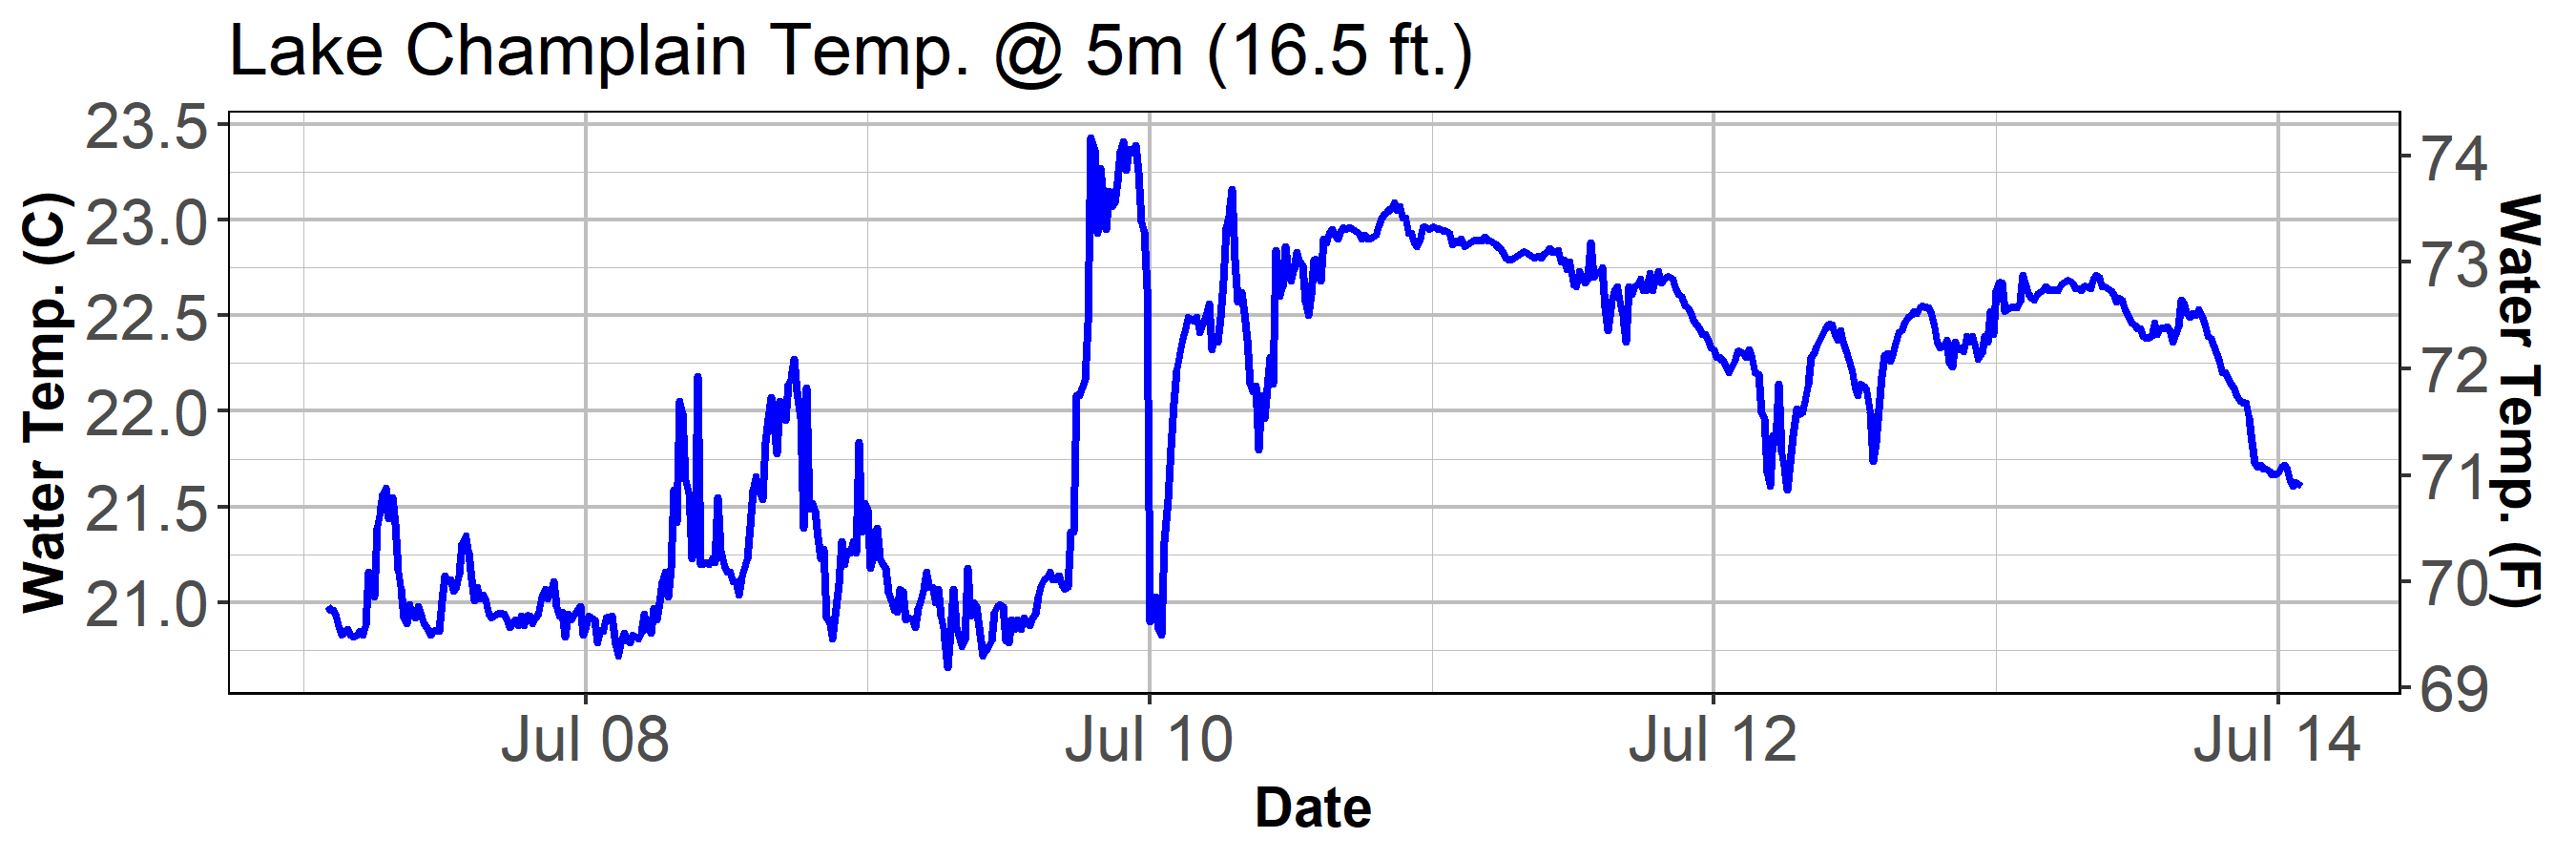 Lake Champlain Temp. @ 5m (16.5 ft.)
Water Temp. (C)
23.5
23.0
22.5
22.0
21.5
21.0
74
73
72
71
70
69
Water Temp. (F)
Jul 08
Jul 10
Jul 12
Jul 14
Date